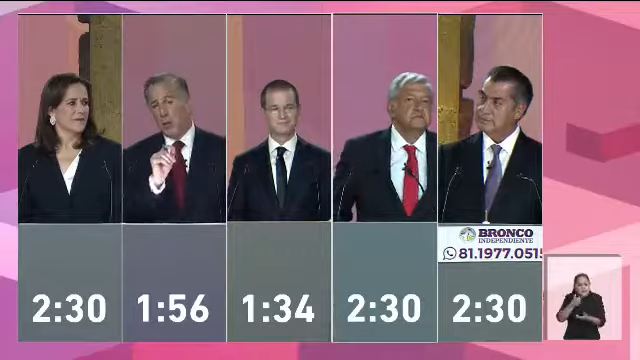 BRONCO
INDEPENDIENTE
81.1977.0515
2:30 1:56 1:34 2:30 2:30